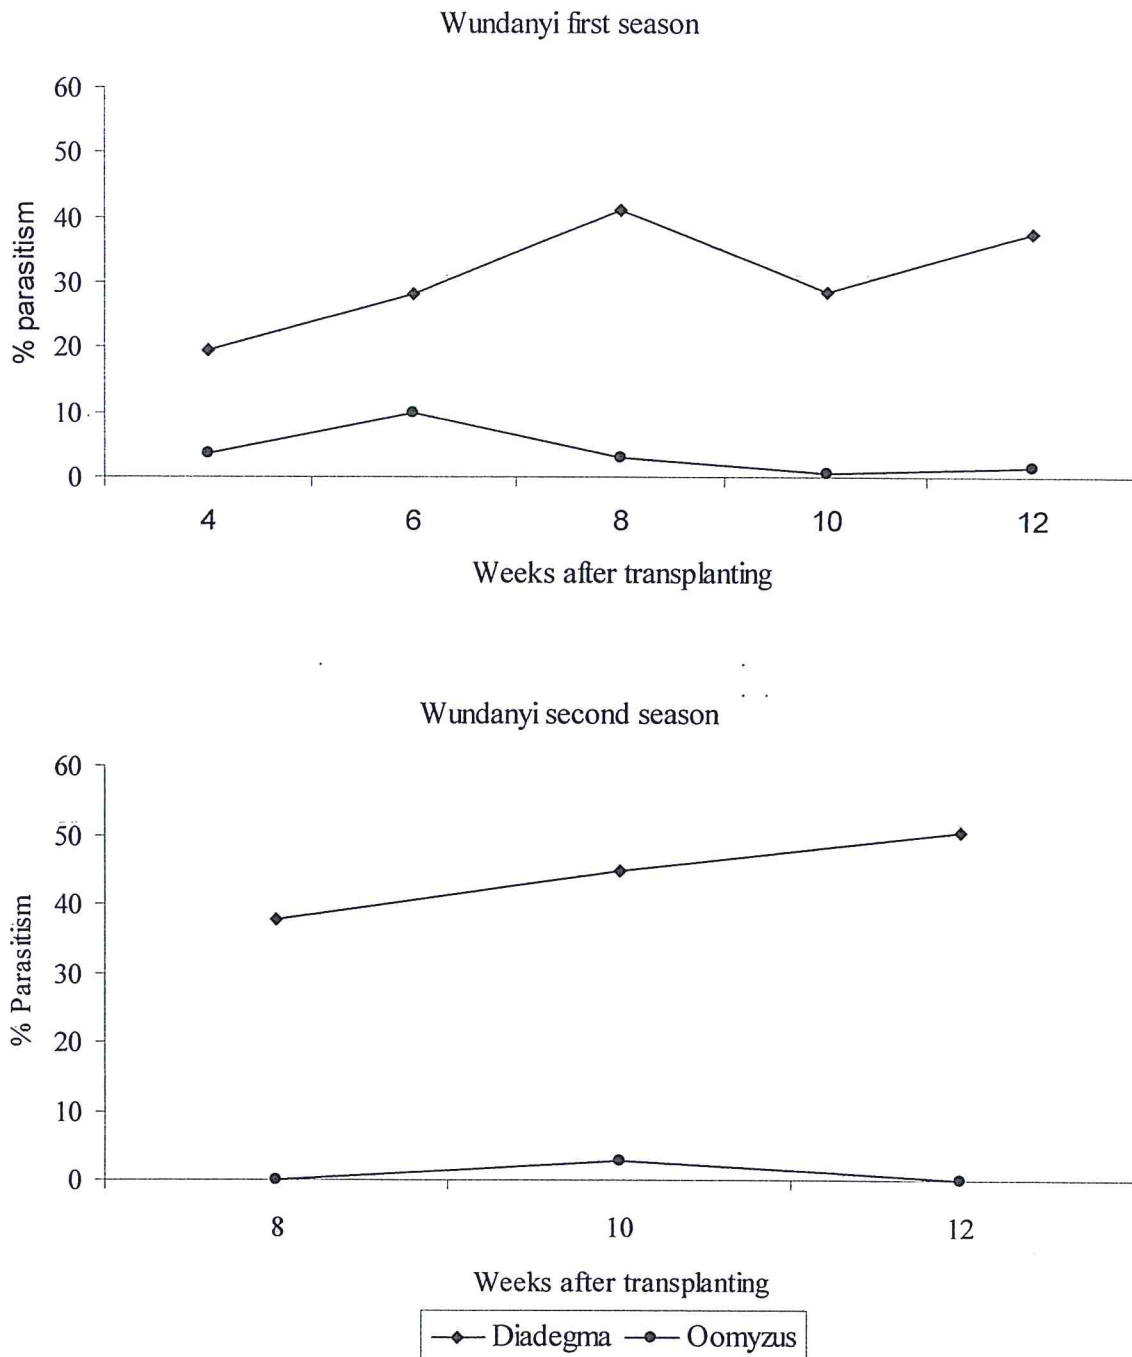 Wundanyi first season
60
50
40
30
20
10
0
% parasitism
4 6 8 10 12
Weeks after transplanting
Wundanyi second season
60
50
40
30
20
10
0
% Parasitism
8 10 12
Weeks after transplanting
Diadegma Oomyzus